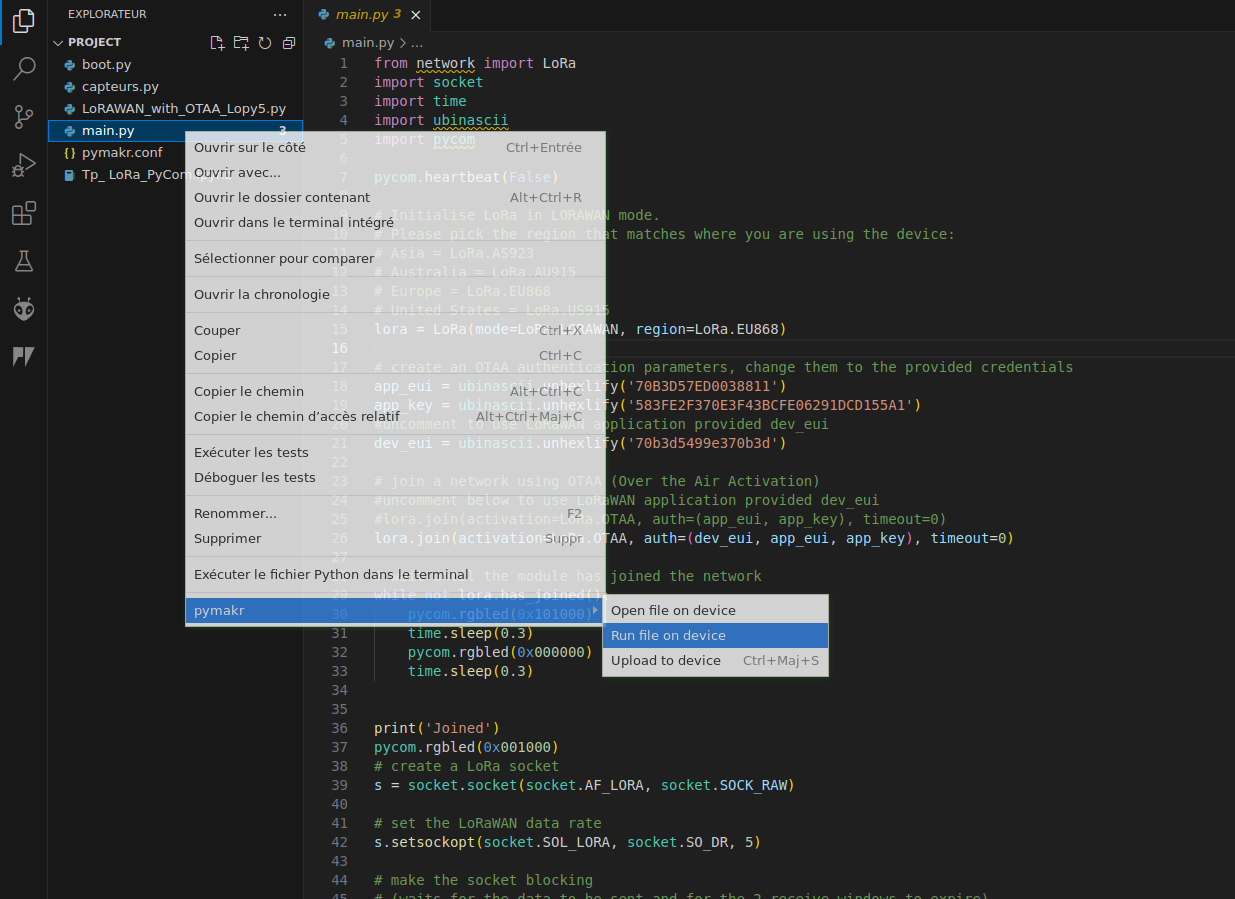 EXPLORATEUR
PROJECT
boot.py
capteurs.py
LoRAWAN_with_OTAA_Lopy5.py
main.py 3
pymakr.conf
Tp_ LoRa_PyCom
Ouvrir sur le côté Ctrl+Entrée
Ouvrir avec...
Ouvrir le dossier contenant Alt+Ctrl+R
Ouvrir dans le terminal intégré
Sélectionner pour comparer
Ouvrir la chronologie
Couper Ctrl+X
Copier Ctrl+C
Copier le chemin Alt+Ctrl+C
Copier le chemin d’accès relatif Alt+Ctrl+Maj+C
Exécuter les tests
Déboguer les tests
Renommer... F2
Supprimer Suppr
Exécuter le fichier Python dans le terminal
pymakr
Open file on device
Run file on device
Upload to device Ctrl+Maj+S
main.py 3
main.py > ...
1 from network import LoRa
2 import socket
3 import time
4 import ubinascii
5 import pycom
6
7 pycom.heartbeat(False)
# Initialise LoRa in LORAWAN mode.
10 # Please pick the region that matches where you are using the device:
11 # Asia = LoRa.AS923
12 # Australia = LoRa.AU915
13 # Europe = LoRa.EU868
14 # United States = LoRa.US915
15 lora = LoRa(mode=LoRa.LORAWAN, region=LoRa.EU868)
16
17 # create an OTAA authentication parameters, change them to the provided credentials
18 app_eui = ubinascii.unhexlify('70B3D57ED0038811')
19 app_key = ubinascii.unhexlify('583FE2F370E3F43BCFE06291DCD155A1')
20 #uncomment to use LoRaWAN application provided dev_eui
21 dev_eui = ubinascii.unhexlify('70b3d5499e370b3d')
22
23 # join a network using OTAA (Over the Air Activation)
24 #uncomment below to use LoRaWAN application provided dev_eui
25 #lora.join(activation=LoRa.OTAA, auth=(app_eui, app_key), timeout=0)
26 lora.join(activation=LoRa.OTAA, auth=(dev_eui, app_eui, app_key), timeout=0)
27
the module has joined the network
29 while not lora.has_joined():
30 pycom.rgbled(0x101000)
31 time.sleep(0.3)
32 pycom.rgbled(0x000000)
33 time.sleep(0.3)
34
35
36 print('Joined')
37 pycom.rgbled(0x001000)
38 # create a LoRa socket
39 s = socket.socket(socket.AF_LORA, socket.SOCK_RAW)
40
41 # set the LoRaWAN data rate
42 s.setsockopt(socket.SOL_LORA, socket.SO_DR, 5)
43
44 # make the socket blocking
45 # (waits for the data to be sent and for the 2 receive windows to expire)